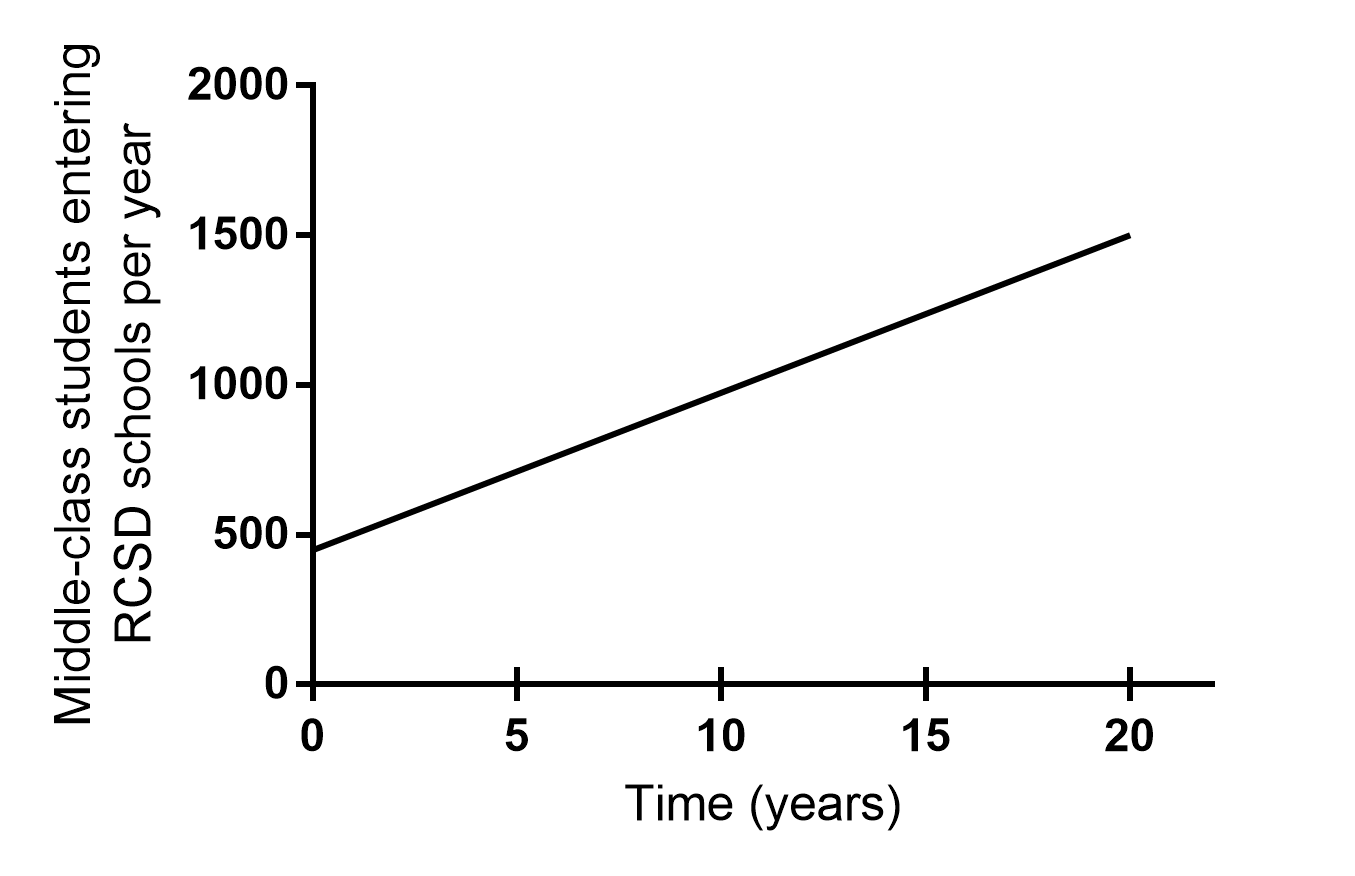 Middle-class students entering
RCSD schools per year
2000
1500
1000
500
0
0 5 10 15 20
Time (years)